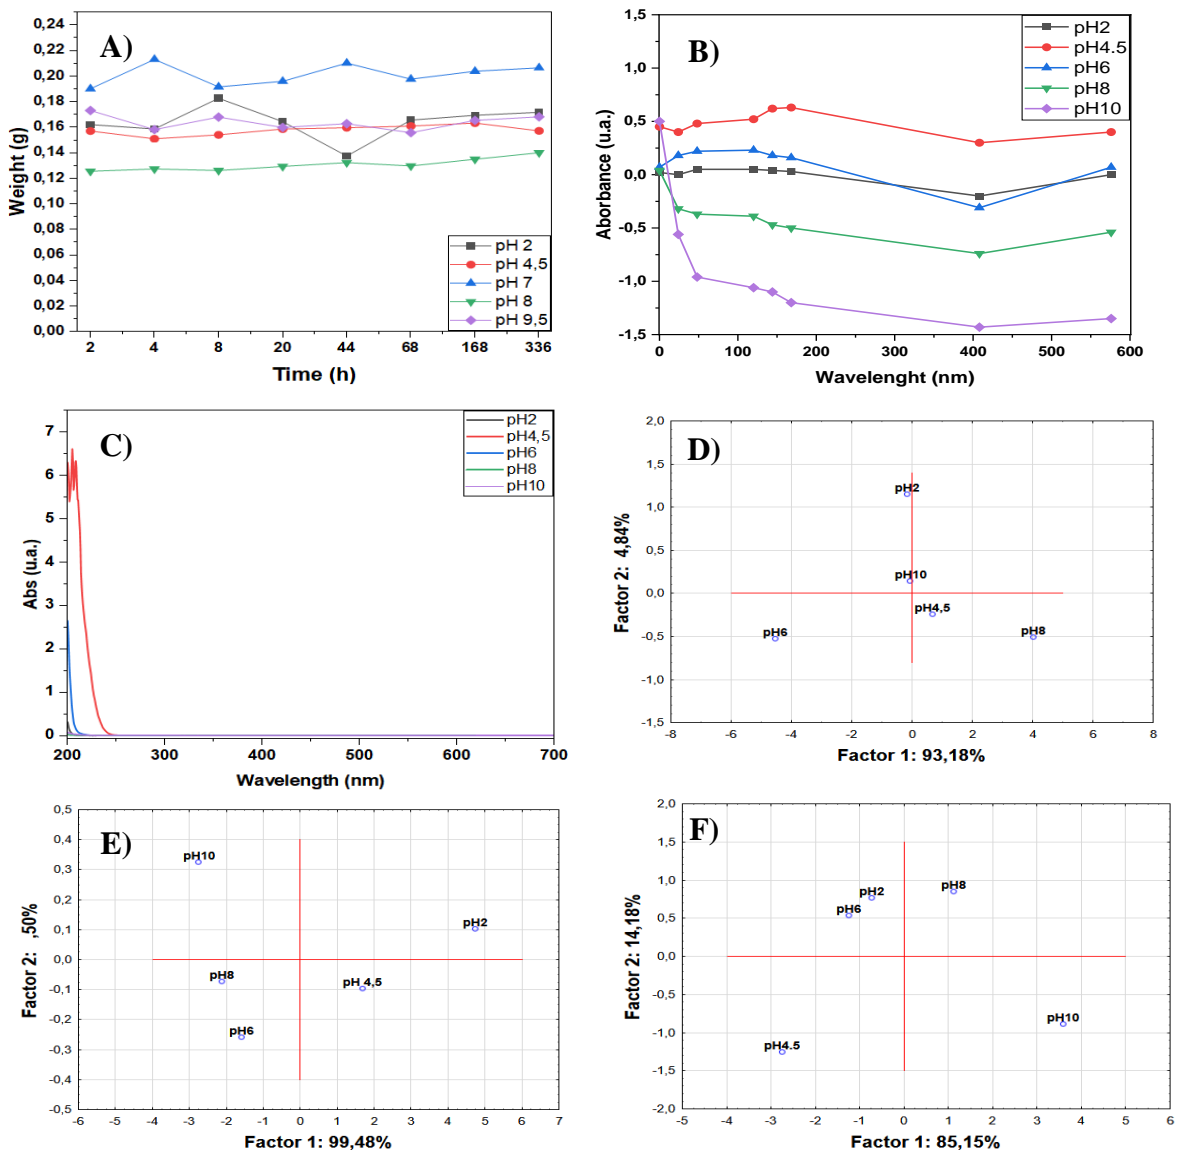 A)
0,24
0,22
0,20
0,18
0,16
0,14
0,12
0,10
0,08
0,06
0,04
0,02
0,00
Weight (g)
pH 2
pH 4,5
pH 7
pH 8
pH 9,5
2 4 8 20 44 68 168 336
Time (h)
B)
1,5
1,0
0,5
0,0
-0,5
-1,0
-1,5
Aborbance (u.a.)
pH2
pH4.5
pH6
pH8
pH10
0 100 200 300 400 500 600
Wavelenght (nm)
C)
7
6
5
4
3
2
1
0
Abs (u.a.)
pH2
pH4,5
pH6
pH8
pH10
200 300 400 500 600 700
Wavelength (nm)
D)
2,0
1,5
1,0
0,5
0,0
-0,5
-1,0
-1,5
Factor 2: 4,84%
pH2
pH10
pH4,5
pH6
pH8
-8 -6 -4 -2 0 2 4 6 8
Factor 1: 93,18%
E)
0,5
0,4
0,3
0,2
0,1
0,0
-0,1
-0,2
-0,3
-0,4
-0,5
Factor 2: ,50%
pH10
pH2
pH8
pH 4,5
pH6
-6 -5 -4 -3 -2 -1 0 1 2 3 4 5 6 7
Factor 1: 99,48%
F)
2,0
1,5
1,0
0,5
0,0
-0,5
-1,0
-1,5
-2,0
Factor 2: 14,18%
pH8
pH2
pH6
pH10
pH4.5
-5 -4 -3 -2 -1 0 1 2 3 4 5 6
Factor 1: 85,15%